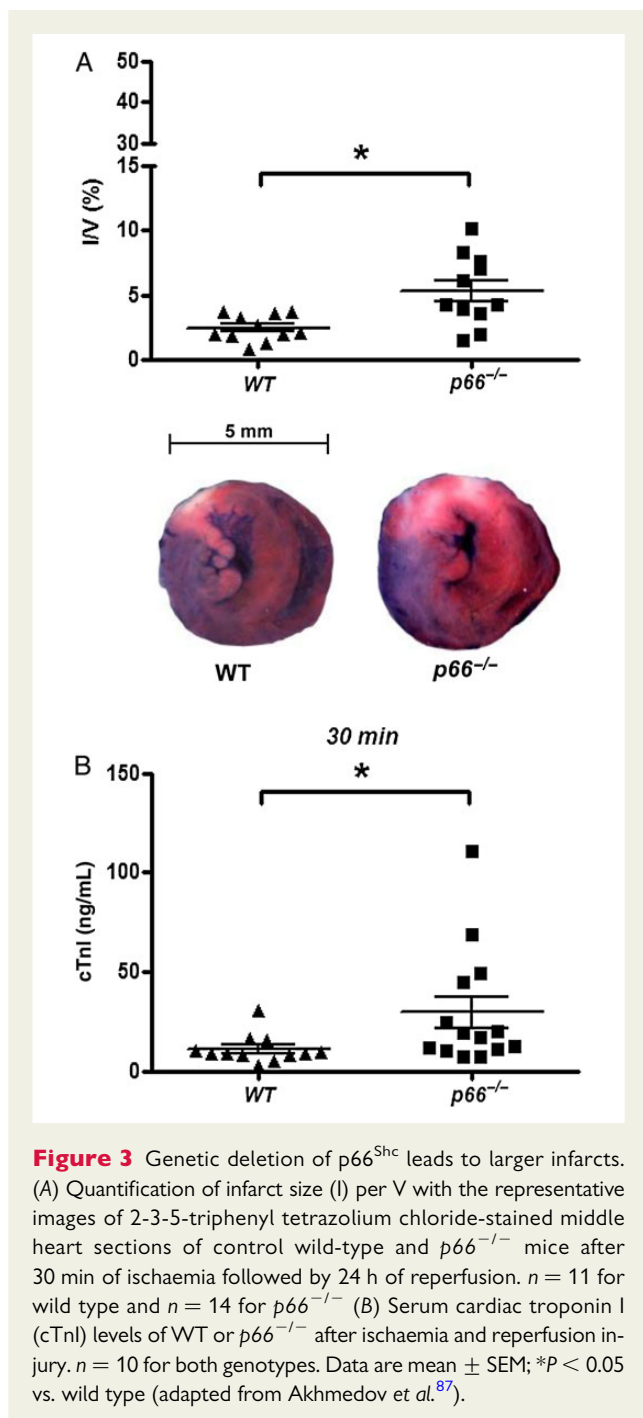 A
50
40
30
15
10
5
0
I/V (%)
*
WT p66−/−
5 mm
WT p66−/−
30 min
B
150
100
50
0
cTnI (ng/mL)
*
WT p66−/−
Figure 3 Genetic deletion of p66Shc leads to larger infarcts.
(A) Quantification of infarct size (I) per V with the representative
images of 2-3-5-triphenyl tetrazolium chloride-stained middle
heart sections of control wild-type and p66−/− mice after
30 min of ischaemia followed by 24 h of reperfusion. n = 11 for
wild type and n = 14 for p66−/− (B) Serum cardiac troponin I
(cTnI) levels of WT or p66−/− after ischaemia and reperfusion in-
jury. n = 10 for both genotypes. Data are mean ± SEM; *P < 0.05
vs. wild type (adapted from Akhmedov et al.87).